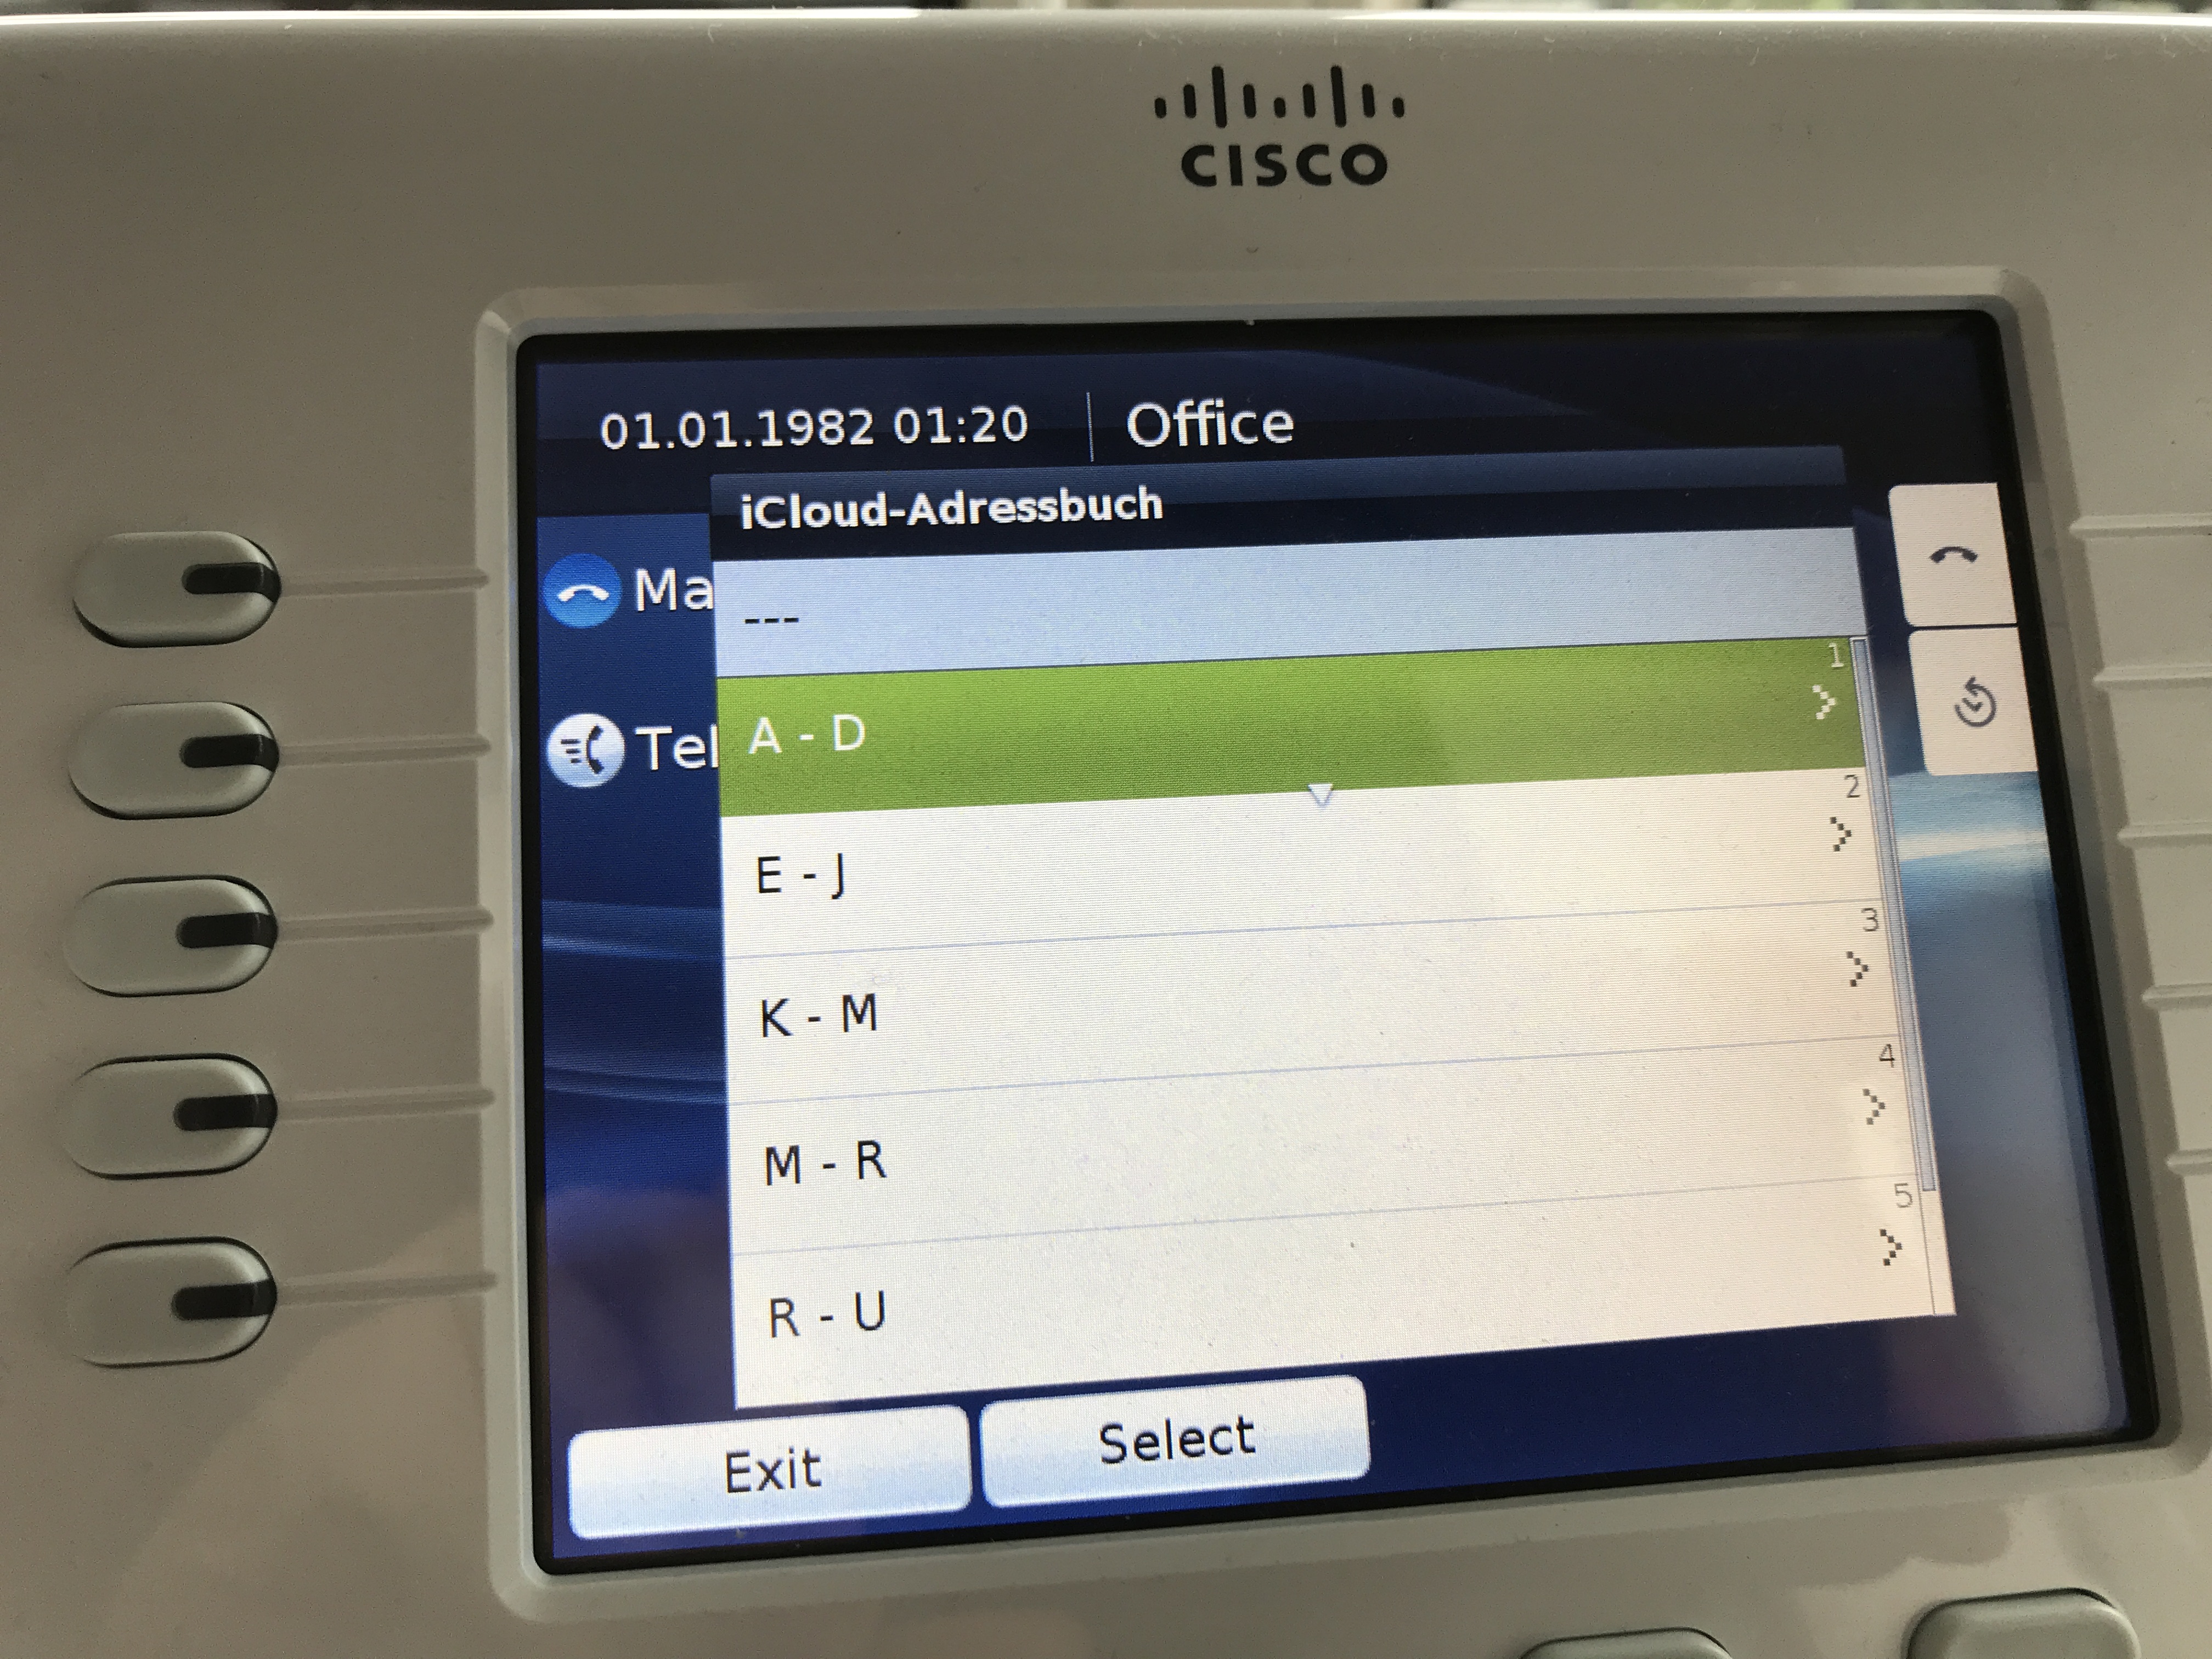 CISCO
01.01.1982 01:20 Office
iCloud-Adressbuch
Ma
---
1
A - D
Tel
2
E - J
3
K - M
4
M - R
5
R - U
Exit
Select